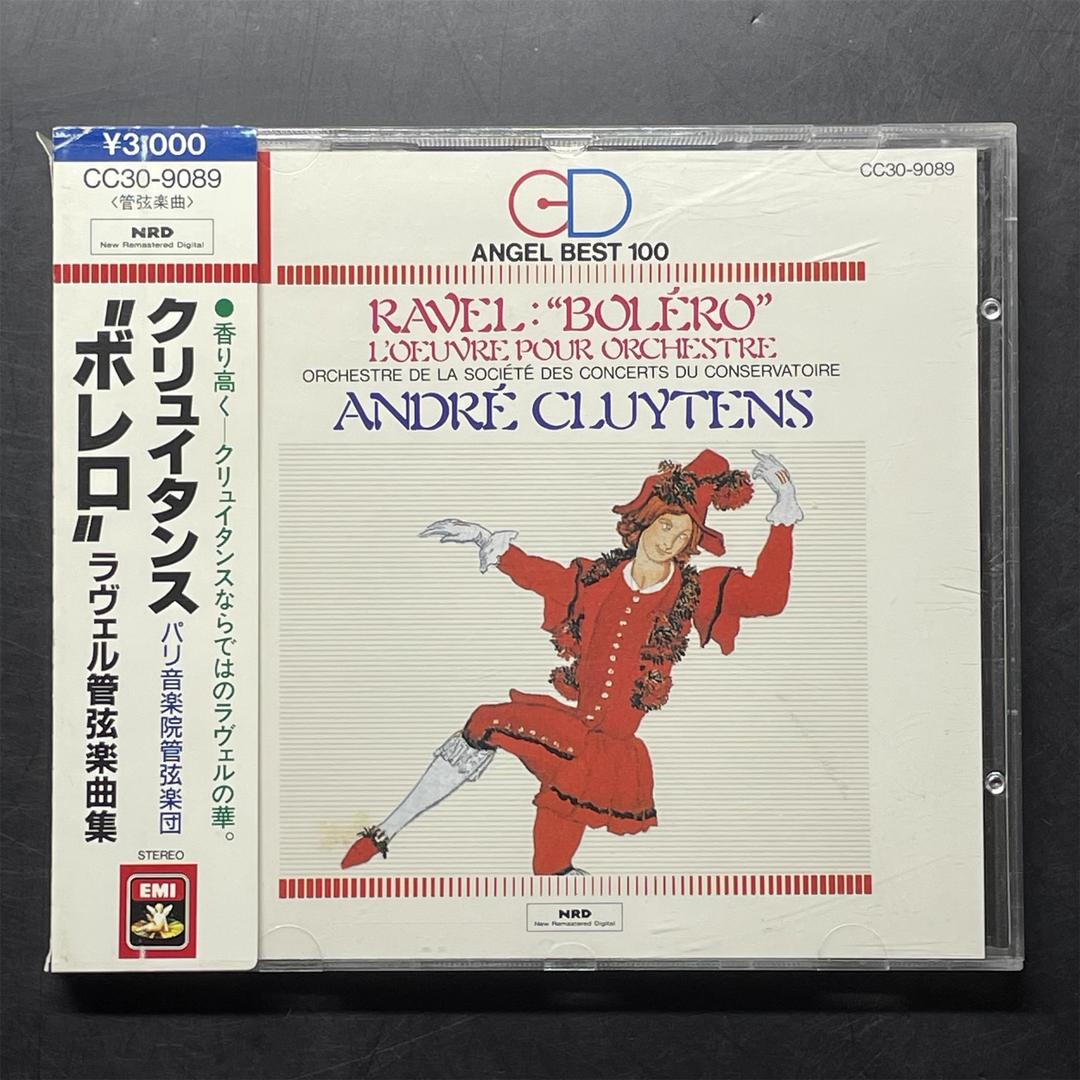 ¥3,000
CC30-9089
〈管弦楽曲〉
NRD
New Remastered Digital
●香り高く―クリュイタンスならではのラヴェルの華。
クリュイタンス パリ音楽院管弦楽団
“ボレロ” ラヴェル管弦楽曲集
STEREO
EMI
CC30-9089
CD
ANGEL BEST 100
RAVEL: “BOLÉRO”
L'OEUVRE POUR ORCHESTRE
ORCHESTRE DE LA SOCIÉTÉ DES CONCERTS DU CONSERVATOIRE
ANDRÉ CLUYTENS
NRD
New Remastered Digital